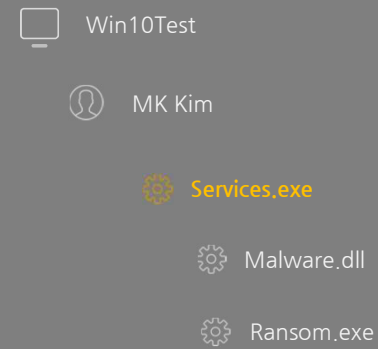 Win10Test
MK Kim
Services.exe
Malware.dll
Ransom.exe